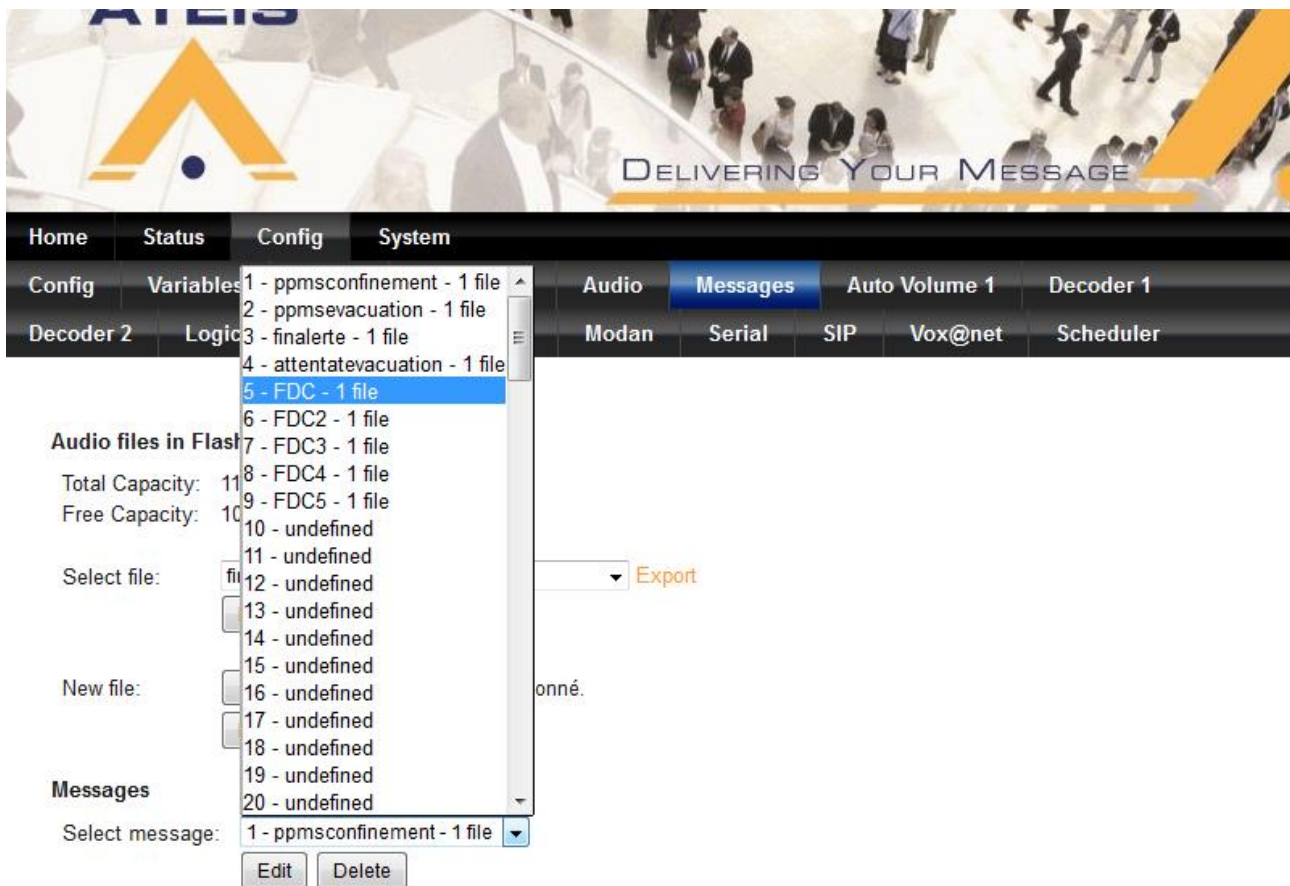 ATEIS
DELIVERING YOUR MESSAGE
Home Status Config System
Config Variables Audio Messages Auto Volume 1 Decoder 1
Decoder 2 Logic Modan Serial SIP Vox@net Scheduler
1 - ppmsconfinement - 1 file
2 - ppmsevacuation - 1 file
3 - finalerte - 1 file
4 - attentatevacuation - 1 file
5 - FDC - 1 file
6 - FDC2 - 1 file
7 - FDC3 - 1 file
8 - FDC4 - 1 file
9 - FDC5 - 1 file
10 - undefined
11 - undefined
12 - undefined
13 - undefined
14 - undefined
15 - undefined
16 - undefined
17 - undefined
18 - undefined
19 - undefined
20 - undefined
Audio files in Flash
Total Capacity: 11
Free Capacity: 10
Select file: fi Export
New file: onné.
Messages
Select message: 1 - ppmsconfinement - 1 file
Edit Delete